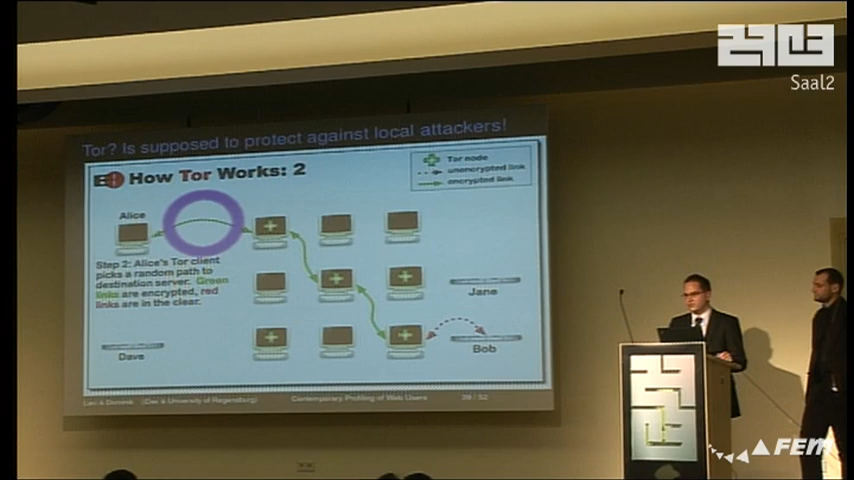 Saal2
Tor? Is supposed to protect against local attackers!
How Tor Works: 2
Tor node
unencrypted link
encrypted link
Alice
Step 2: Alice's Tor client
picks a random path to
destination server. Green
links are encrypted, red
links are in the clear.
Jane
Dave
Bob
Contemporary Profiling of Web Users
39 / 52
FEM